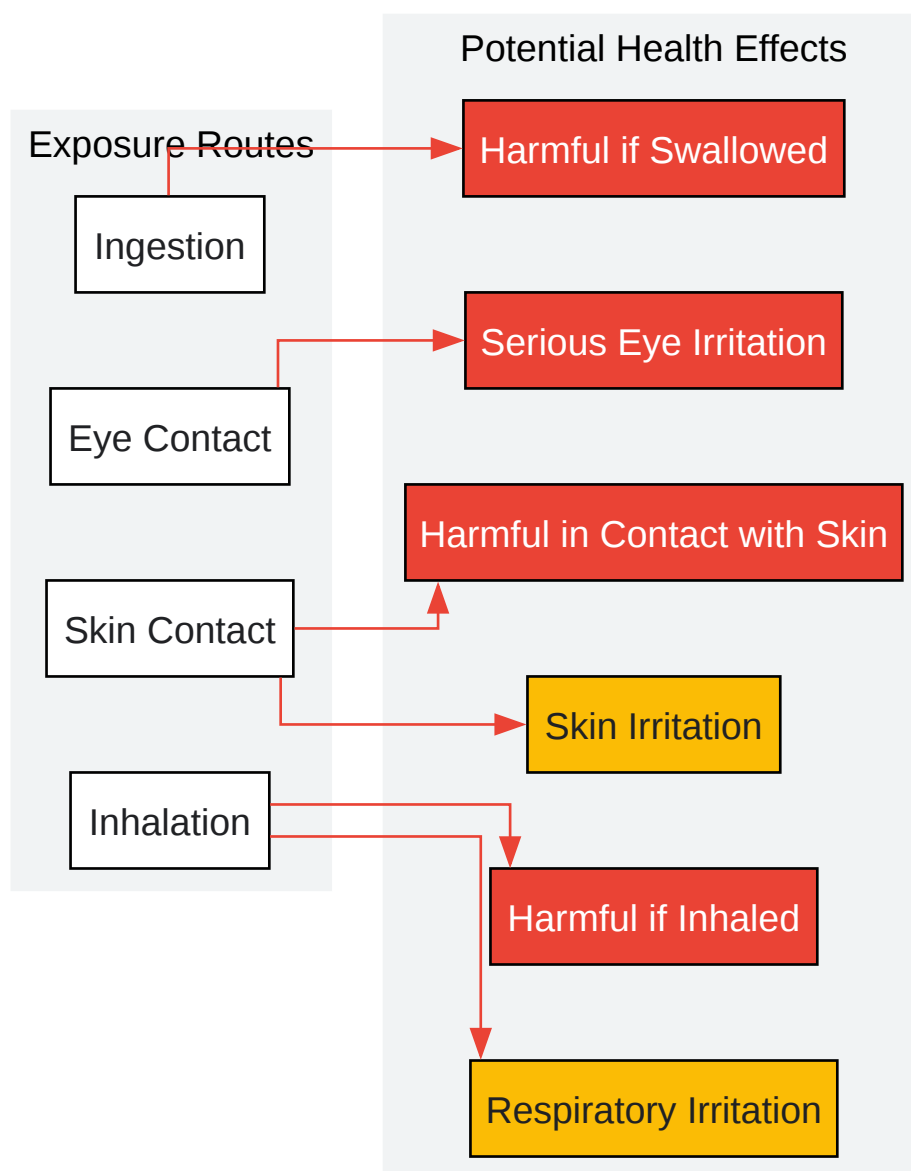 Potential Health Effects
Exposure Routes
Harmful if Swallowed
Ingestion
Serious Eye Irritation
Eye Contact
Harmful in Contact with Skin
Skin Contact
Skin Irritation
Inhalation
Harmful if Inhaled
Respiratory Irritation